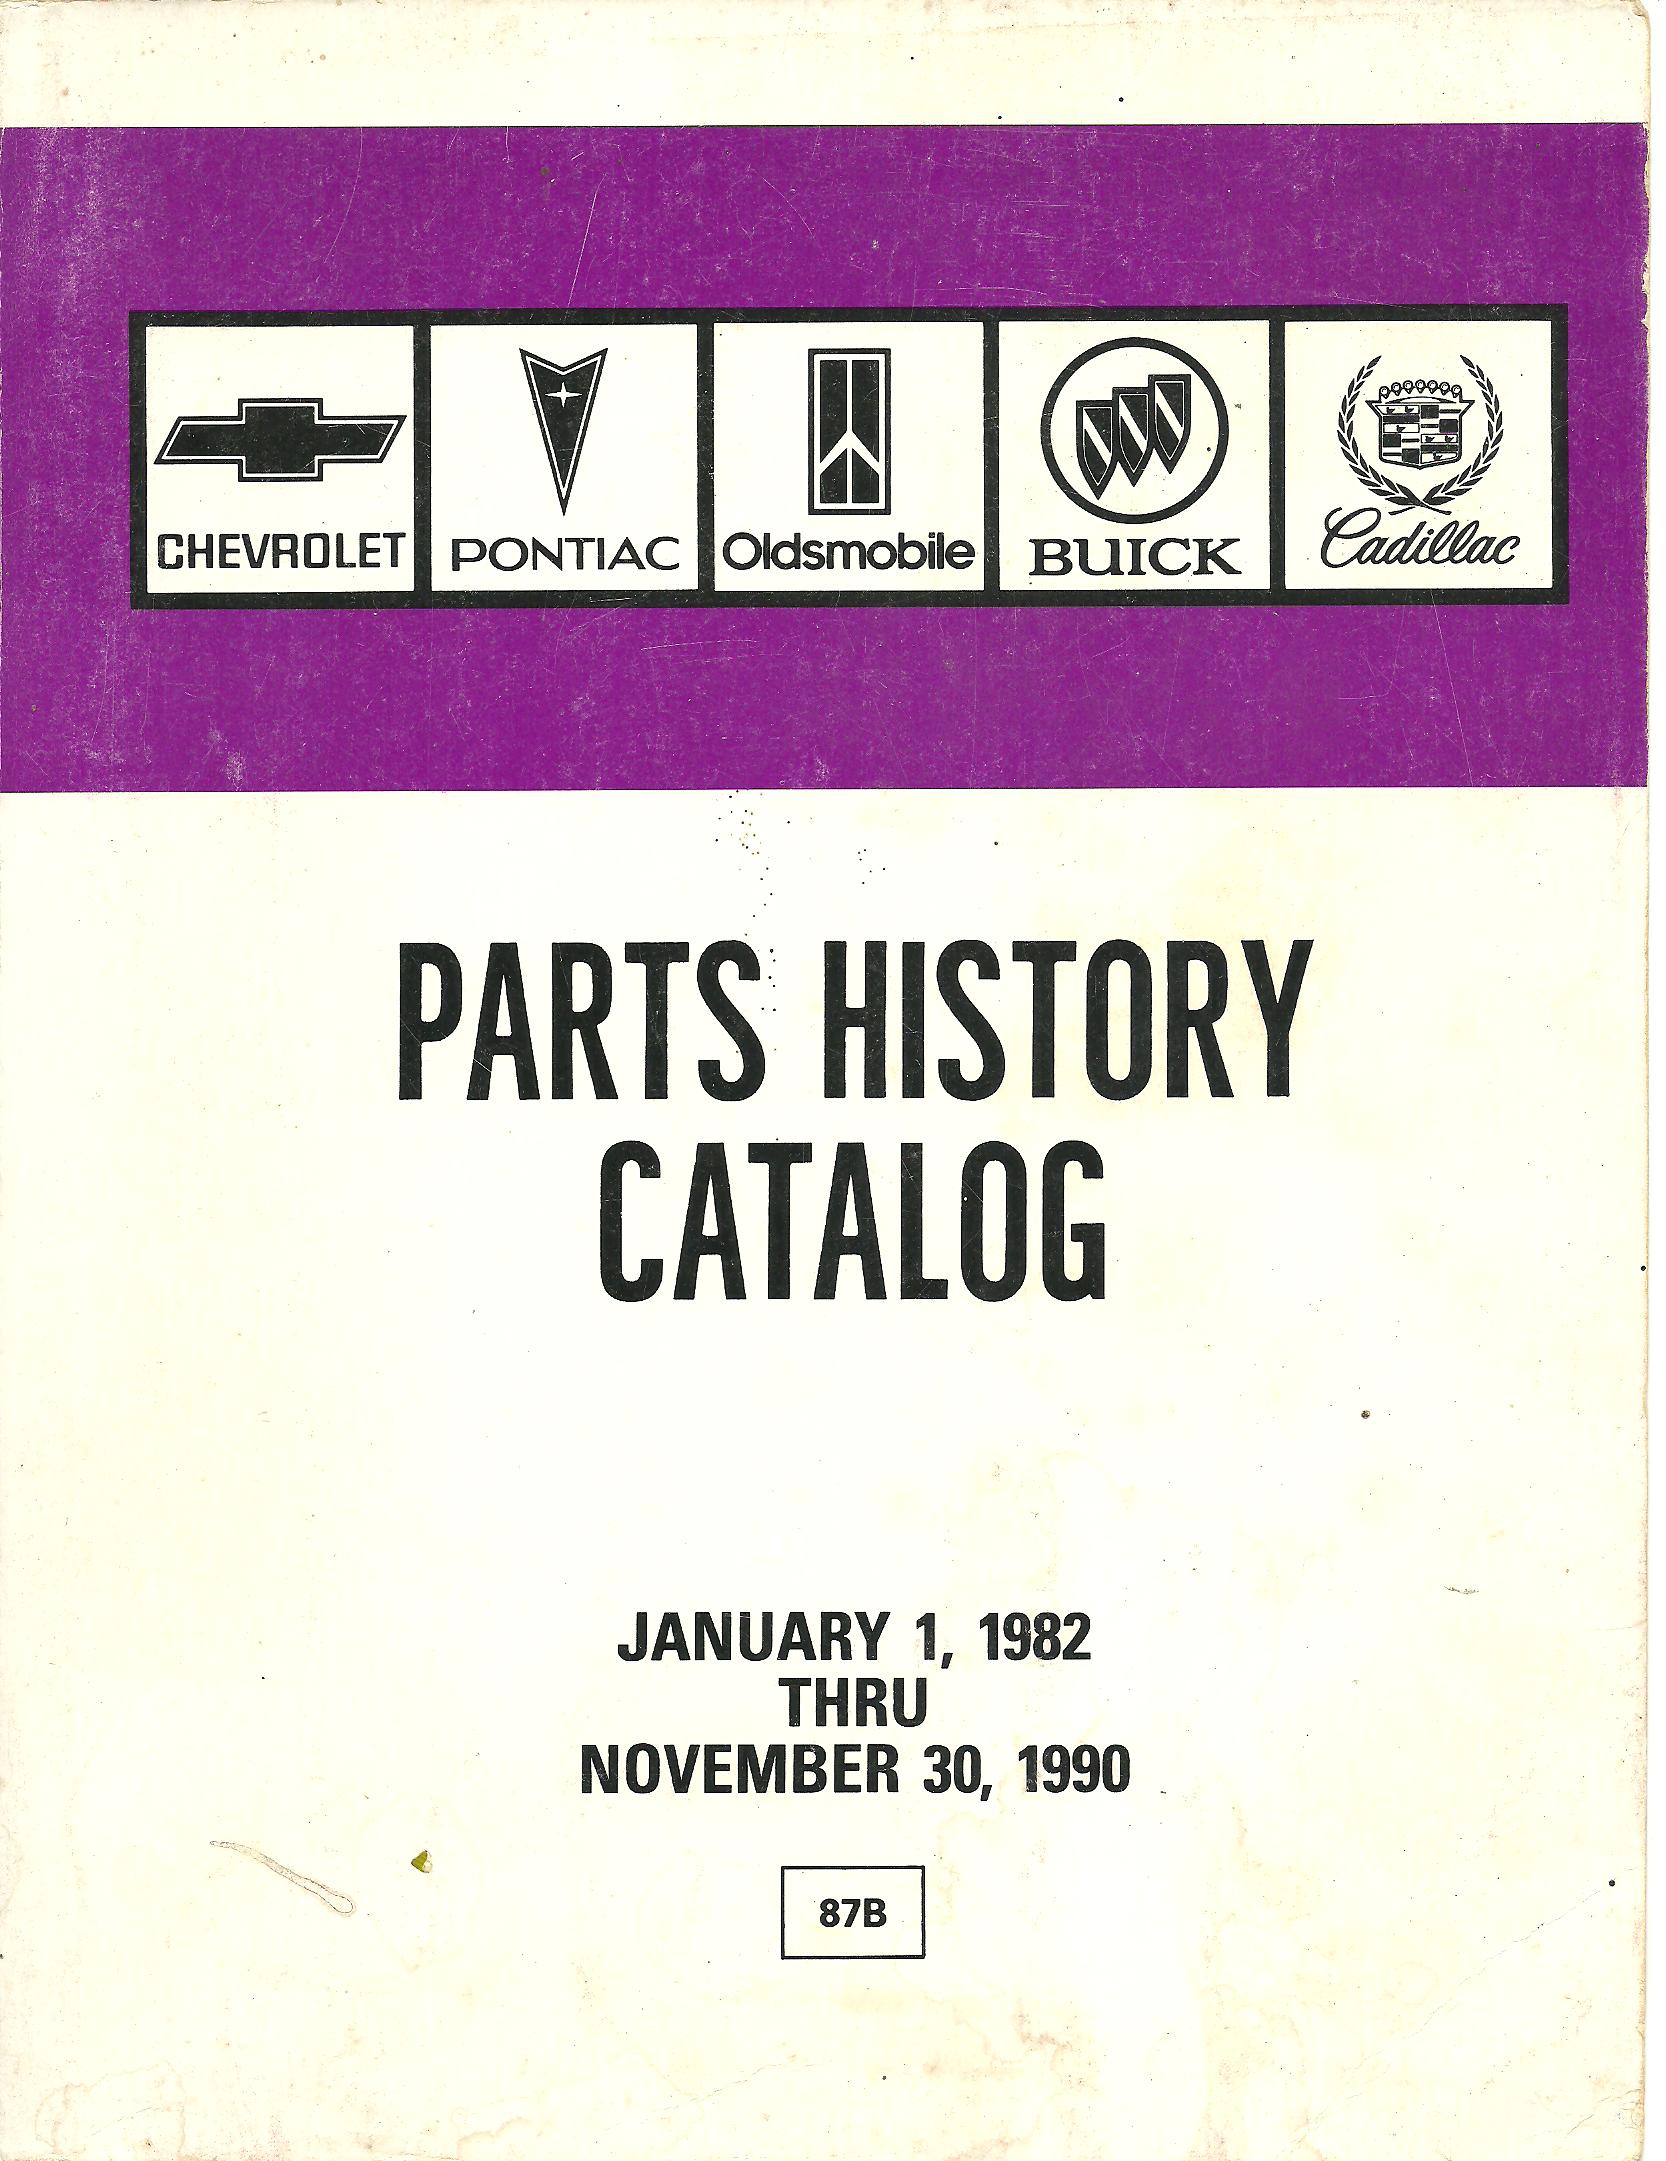 CHEVROLET PONTIAC Oldsmobile BUICK Cadillac
PARTS HISTORY
CATALOG
JANUARY 1, 1982
THRU
NOVEMBER 30, 1990
87B